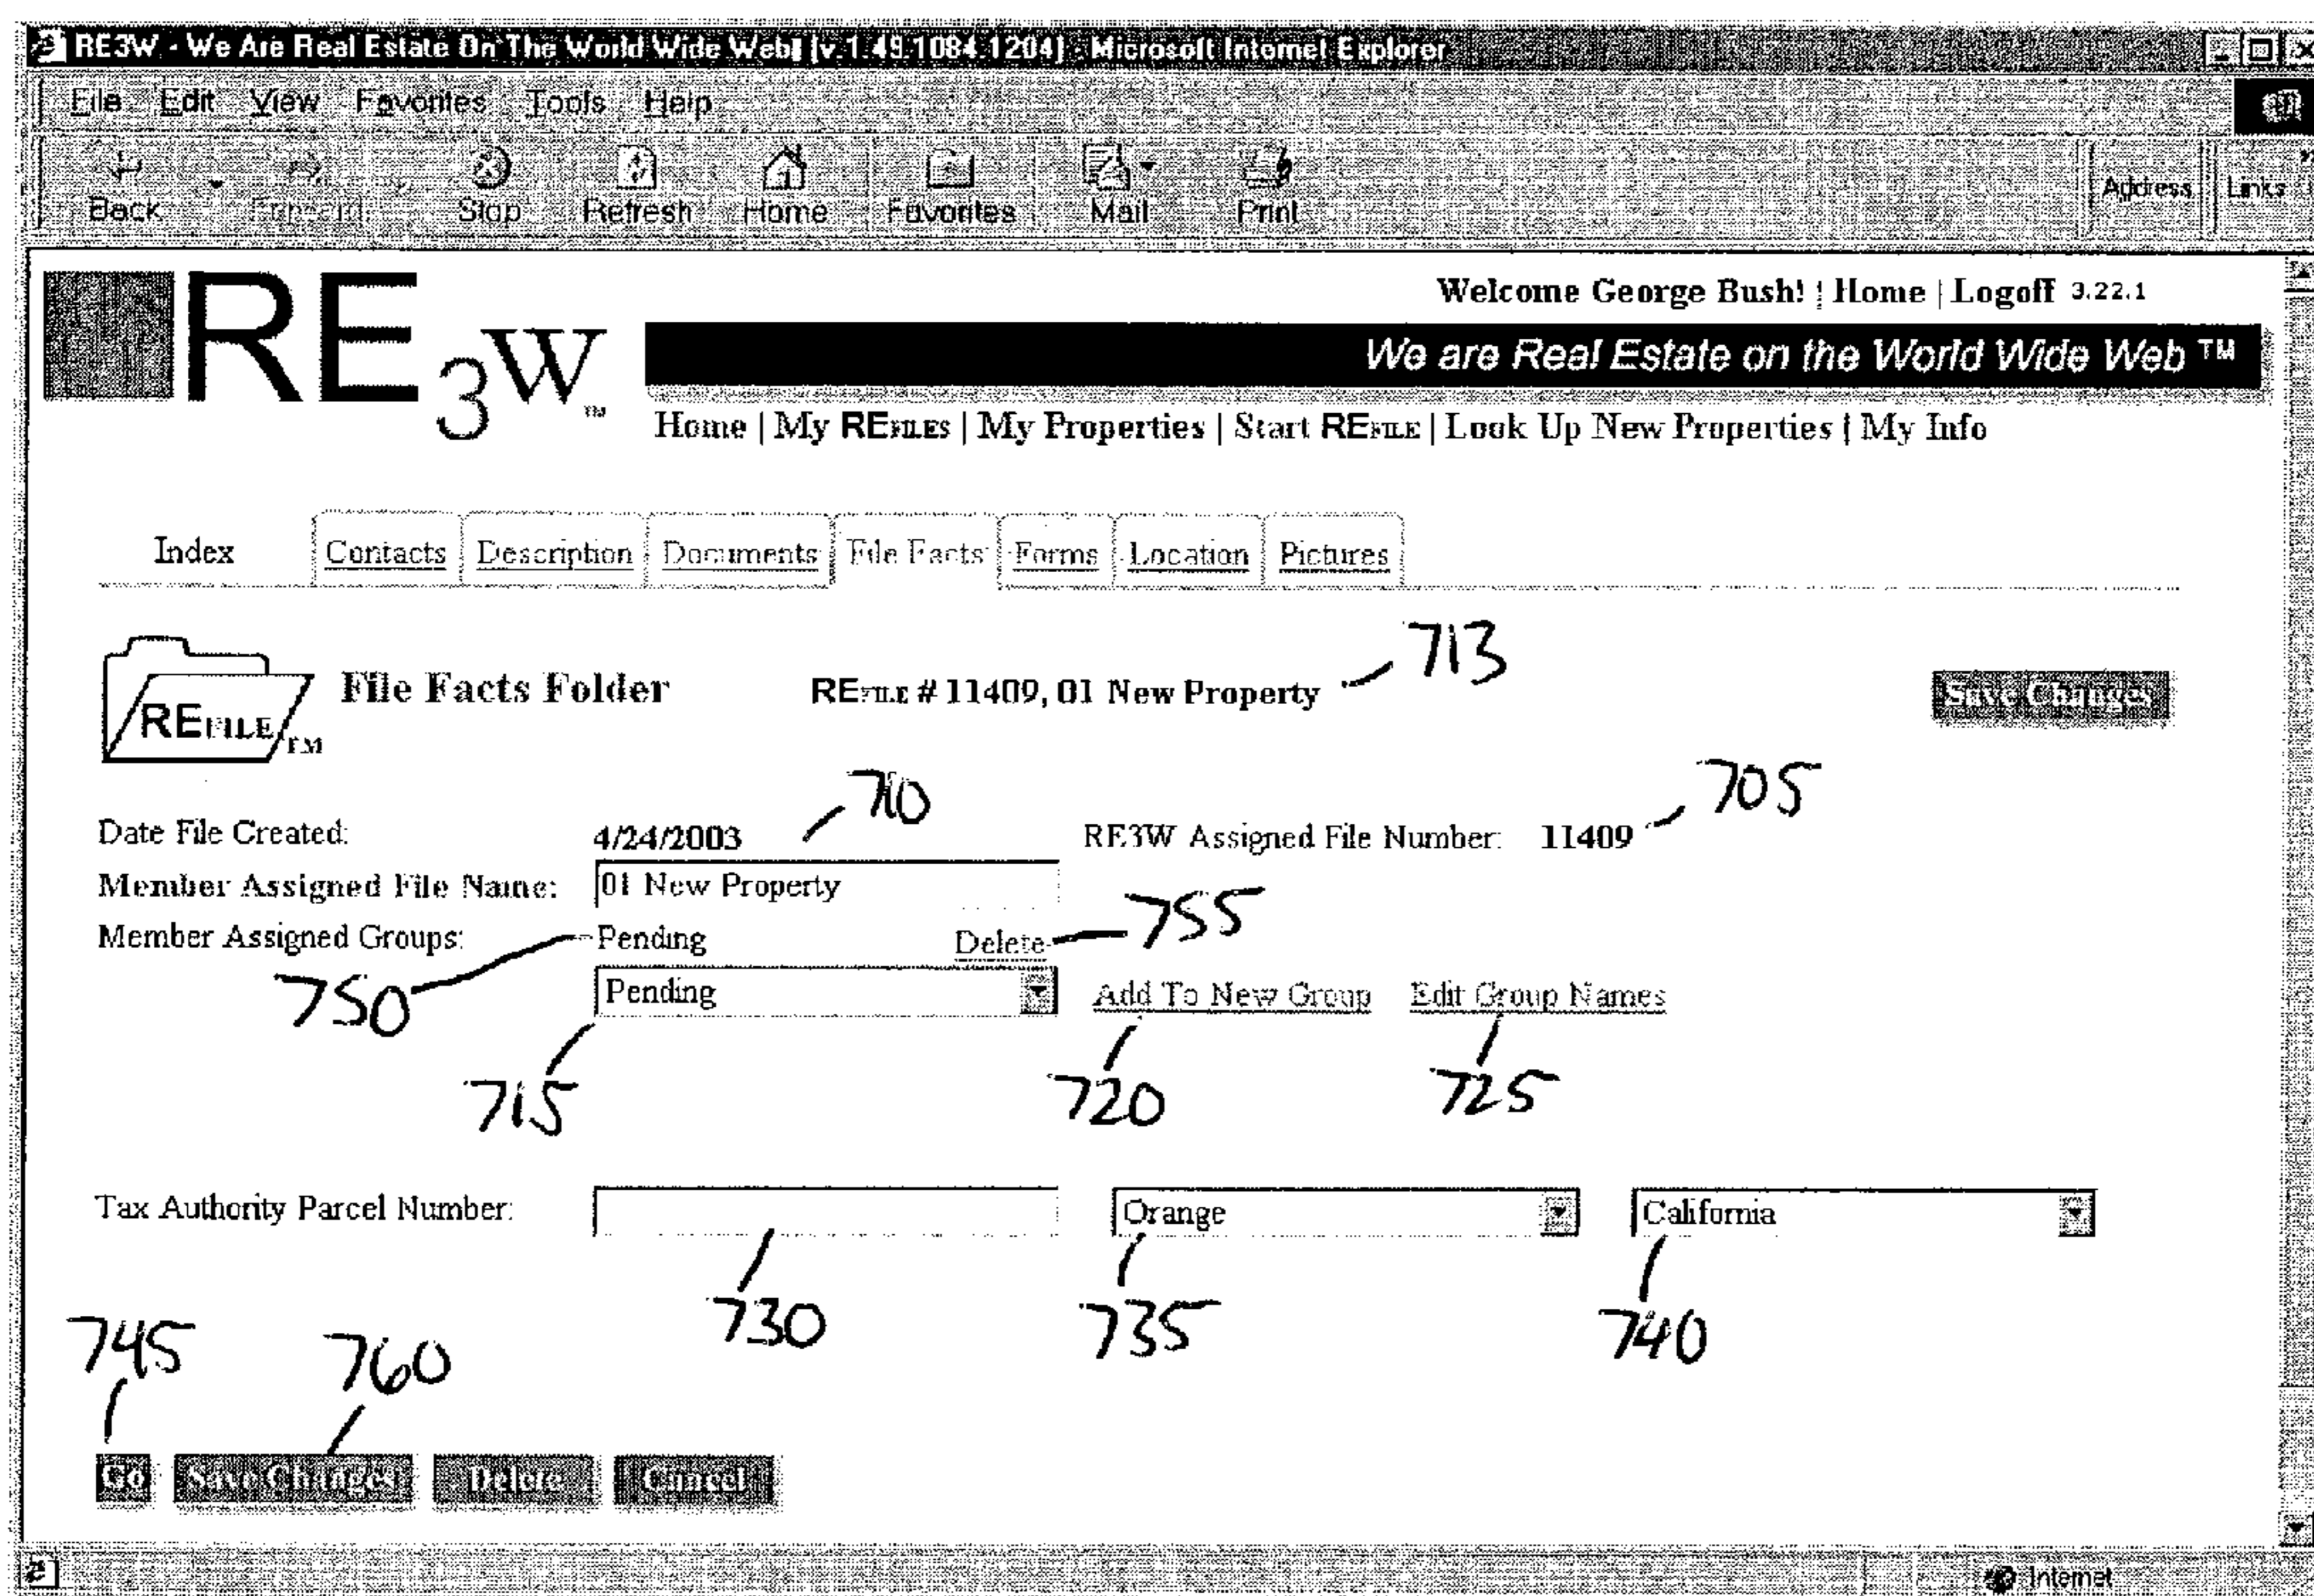 RE3W - We Are Real Estate On The World Wide Web! [v.1.49.1084.1204] - Microsoft Internet Explorer
File Edit View Favorites Tools Help
Back Forward Stop Refresh Home Favorites Mail Print Address Links
Welcome George Bush! | Home | Logoff 3.22.1
RE3W™
We are Real Estate on the World Wide Web ™
Home | My REFILES | My Properties | Start REFILE | Look Up New Properties | My Info
Index Contacts Description Documents File Facts Forms Location Pictures
713
REFILE™ File Facts Folder REFILE # 11409, 01 New Property Save Changes
710 705
Date File Created: 4/24/2003 RE3W Assigned File Number: 11409
Member Assigned File Name: 01 New Property
755
Member Assigned Groups: Pending Delete
750 Pending Add To New Group Edit Group Names
715 720 725
Tax Authority Parcel Number: Orange California
730 735 740
745 760
Go Save Changes Delete Cancel
Internet